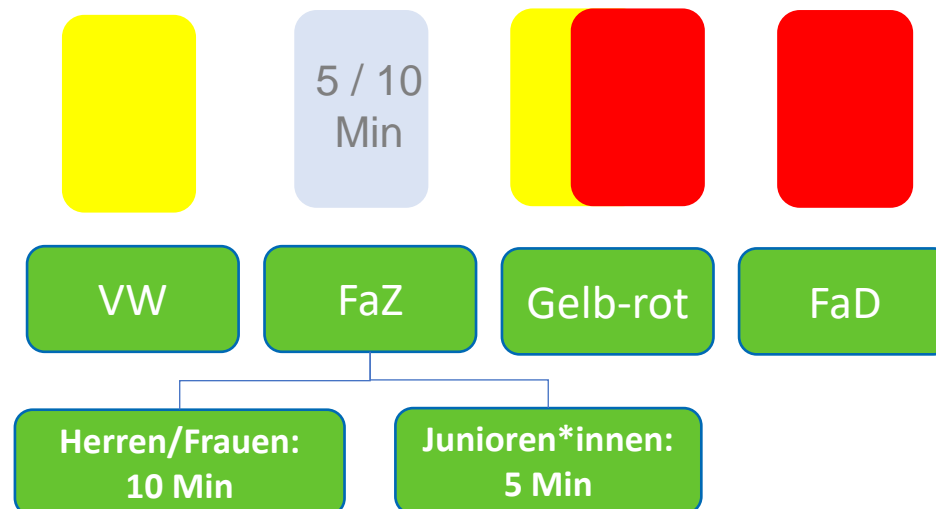 5 / 10
Min
VW
FaZ
Gelb-rot
FaD
Herren/Frauen:
10 Min
Junioren*innen:
5 Min